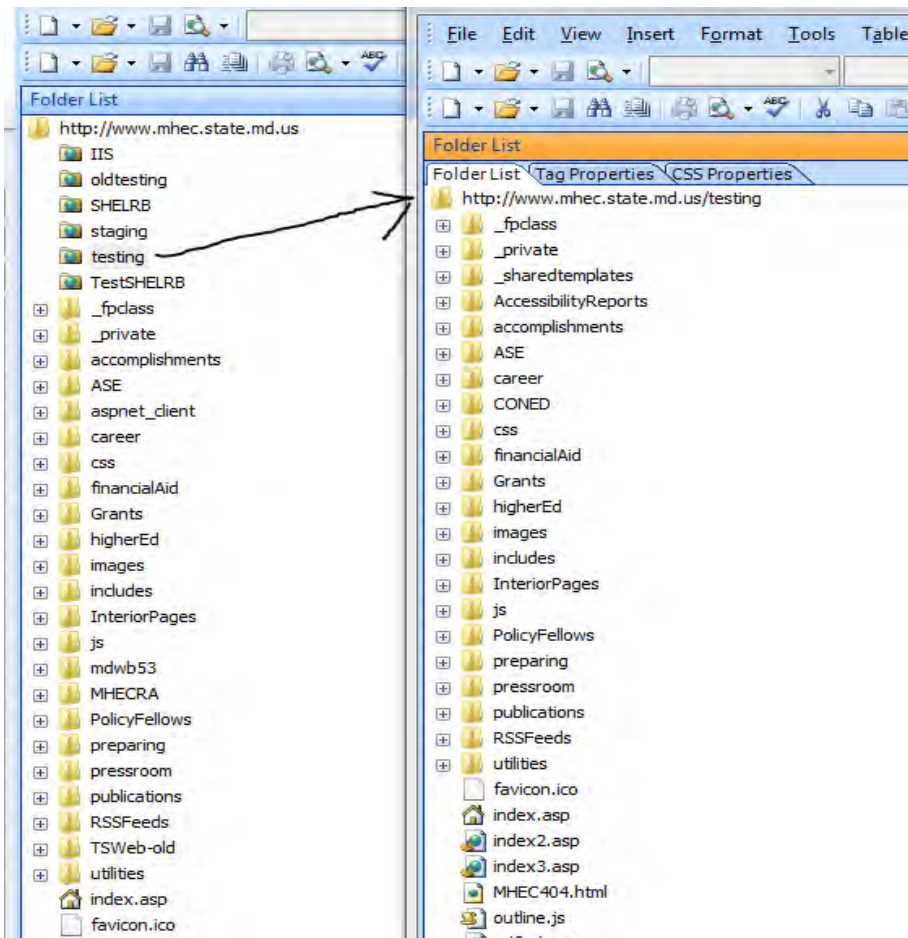 Folder List
http://www.mhec.state.md.us
IIS
oldtesting
SHELRB
staging
testing
TestSHELRB
_fpclass
_private
accomplishments
ASE
aspnet_client
career
css
financialAid
Grants
higherEd
images
includes
InteriorPages
js
mdwb53
MHECRA
PolicyFellows
preparing
pressroom
publications
RSSFeeds
TSWeb-old
utilities
index.asp
favicon.ico
File Edit View Insert Format Tools Table
ABC
Folder List
Folder List Tag Properties CSS Properties
http://www.mhec.state.md.us/testing
_fpclass
_private
_sharedtemplates
AccessibilityReports
accomplishments
ASE
career
CONED
css
financialAid
Grants
higherEd
images
includes
InteriorPages
js
PolicyFellows
preparing
pressroom
publications
RSSFeeds
utilities
favicon.ico
index.asp
index2.asp
index3.asp
MHEC404.html
outline.js